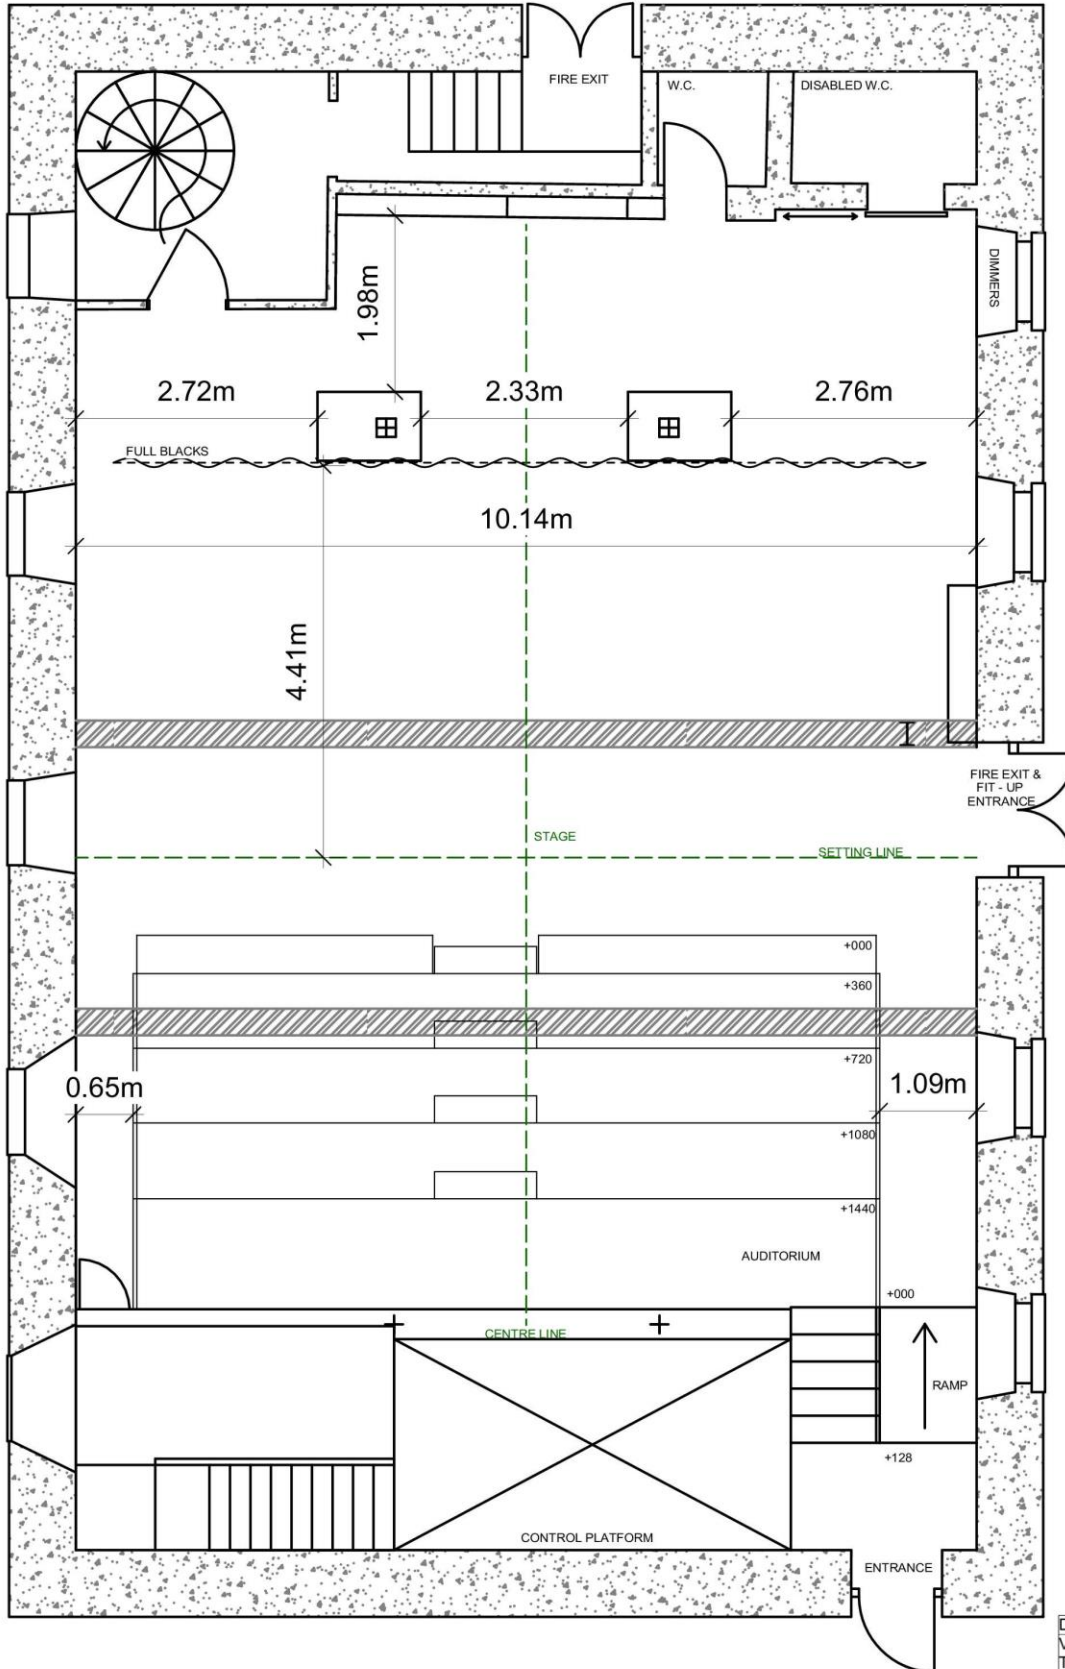 FIRE EXIT
W.C.
DISABLED W.C.
DIMMERS
1.98m
2.72m
2.33m
2.76m
FULL BLACKS
10.14m
4.41m
FIRE EXIT &
FIT - UP
ENTRANCE
STAGE
SETTING LINE
+000
+360
+720
0.65m
1.09m
+1080
+1440
AUDITORIUM
+000
CENTRE LINE
RAMP
+128
CONTROL PLATFORM
ENTRANCE